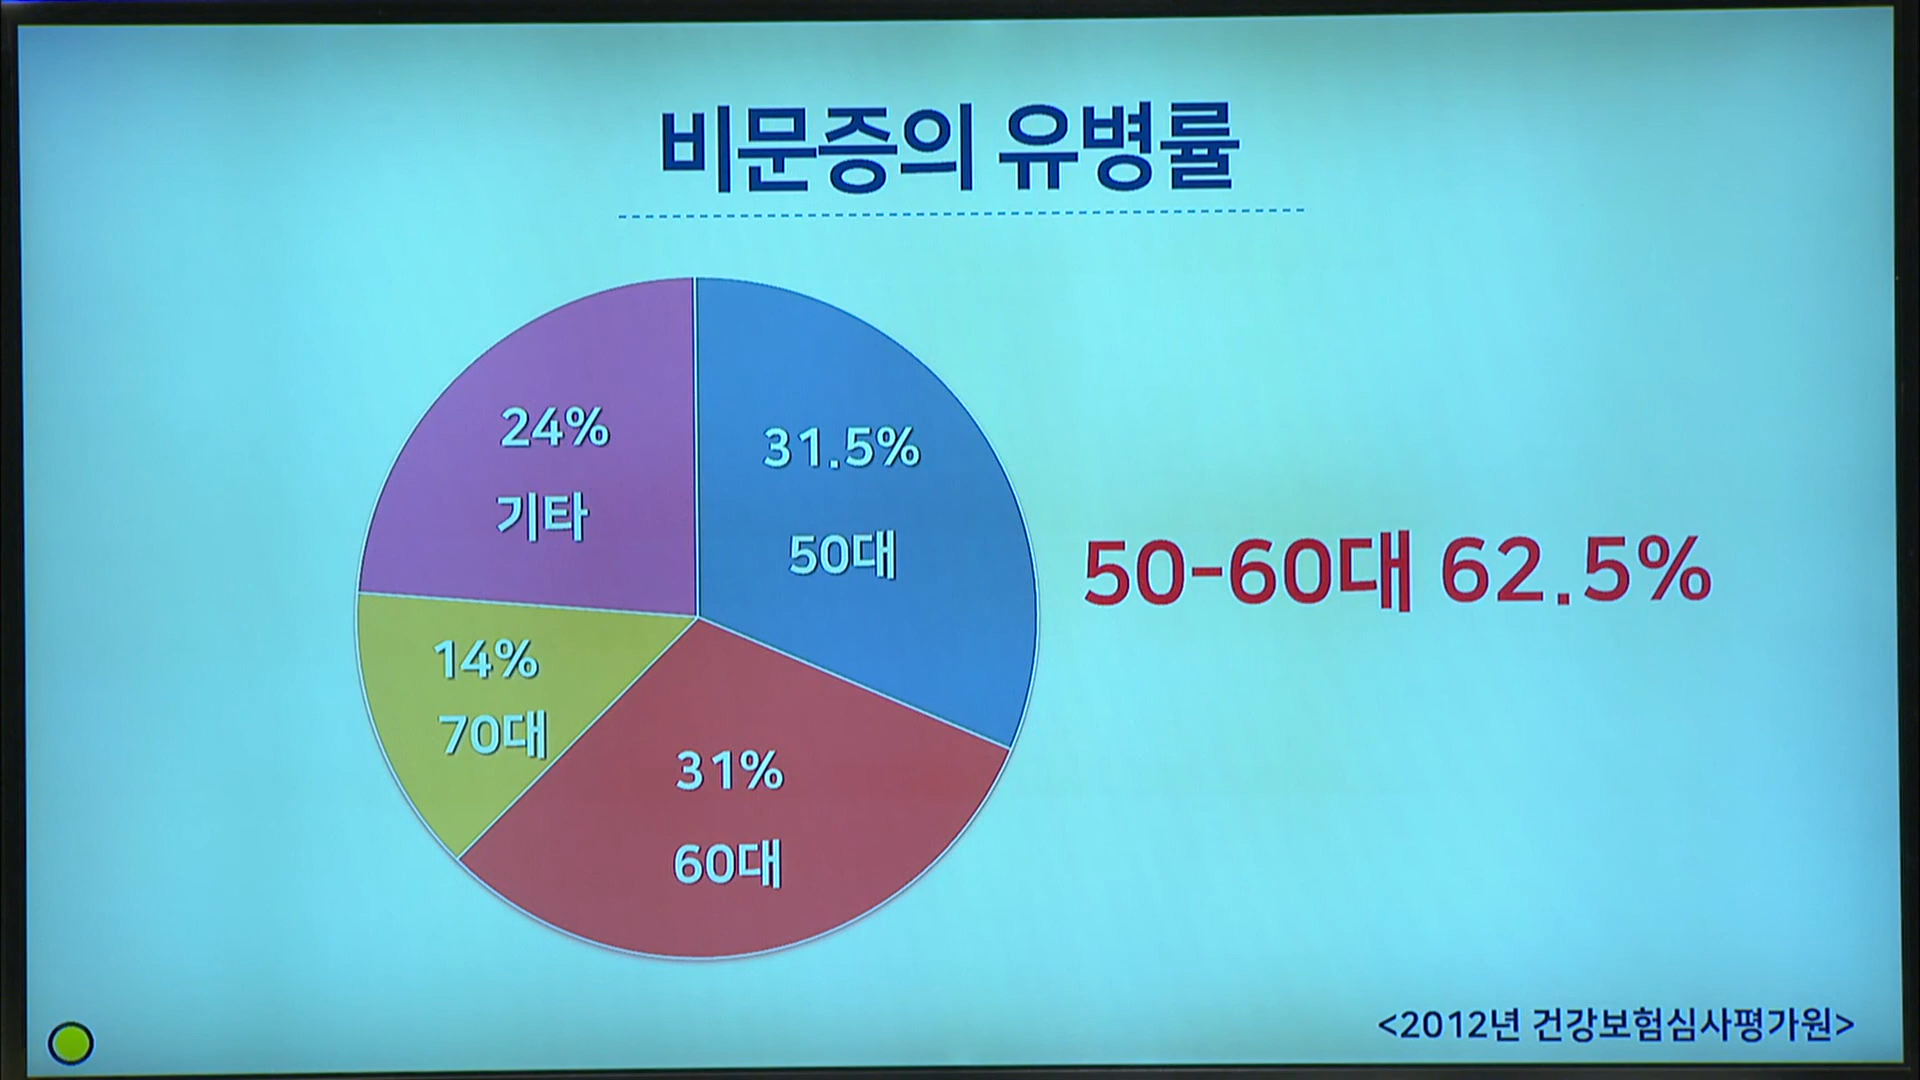 비문증의 유병률
24%
기타
31.5%
50대
14%
70대
31%
60대
50-60대 62.5%
<2012년 건강보험심사평가원>